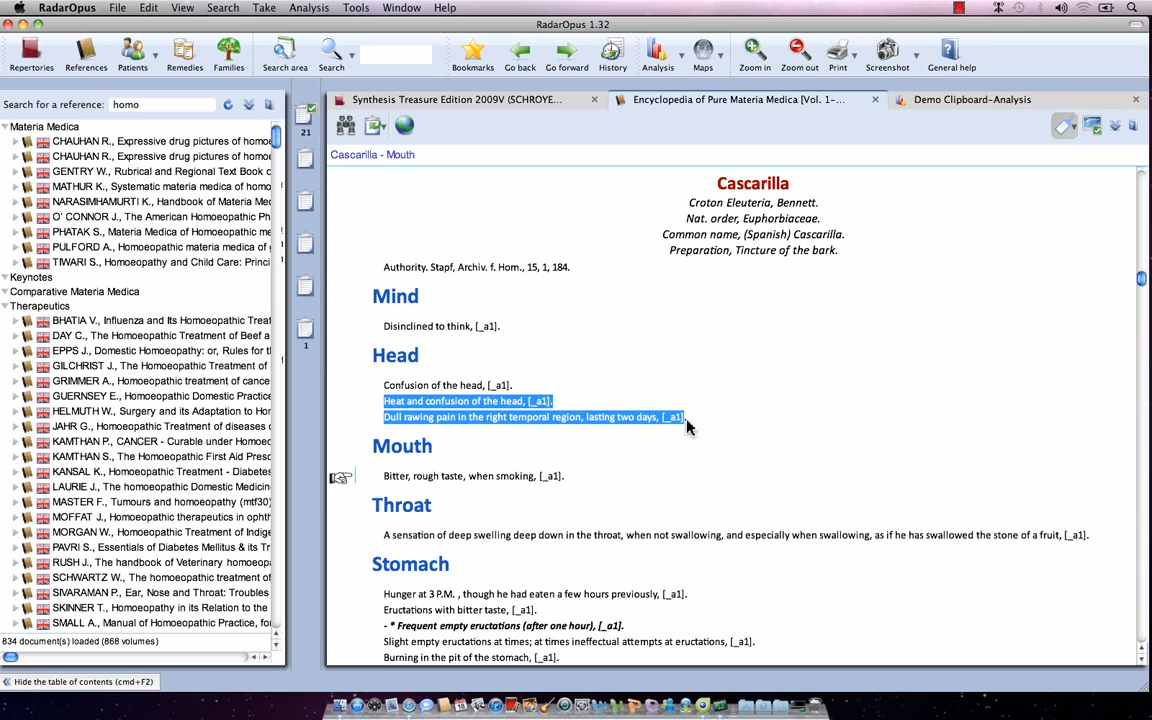 RadarOpus File Edit View Search Take Analysis Tools Window Help
RadarOpus 1.32
Repertories References Patients Remedies Families Search area Search Bookmarks Go back Go forward History Analysis Maps Zoom in Zoom out Print Screenshot General help
Search for a reference: homo
Materia Medica
CHAUHAN R., Expressive drug pictures of homo
CHAUHAN R., Expressive drug pictures of homo
GENTRY W., Rubrical and Regional Text Book o
MATHUR K., Systematic materia medica of homo
NARASIMHAMURTI K., Handbook of Materia Med
O' CONNOR J., The American Homoeopathic Ph
PHATAK S., Materia Medica of Homoeopathic me
PULFORD A., Homoeopathic materia medica of
TIWARI S., Homoeopathy and Child Care: Princi
Keynotes
Comparative Materia Medica
Therapeutics
BHATIA V., Influenza and Its Homoeopathic Treat
DAY C., The Homoeopathic Treatment of Beef a
EPPS J., Domestic Homoeopathy: or, Rules for t
GILCHRIST J., The Homoeopathic Treatment of
GRIMMER A., Homoeopathic treatment of cance
GUERNSEY E., Homoeopathic Domestic Practice
HELMUTH W., Surgery and its Adaptation to Hor
JAHR G., Homoeopathic Treatment of diseases o
KAMTHAN P., CANCER - Curable under Homoeo
KAMTHAN S., The Homoeopathic First Aid Presc
KANSAL K., Homoeopathic Treatment - Diabetes
LAURIE J., The homoeopathic Domestic Medicin
MASTER F., Tumours and homoeopathy (mtf30)
MOFFAT J., Homoeopathic therapeutics in ophth
MORGAN W., Homoeopathic Treatment of Indige
PAVRI S., Essentials of Diabetes Mellitus & its Tr
RUSH J., The handbook of Veterinary homoeopa
SCHWARTZ W., The homoeopathic treatment of
SIVARAMAN P., Ear, Nose and Throat: Troubles
SKINNER T., Homoeopathy in its Relation to the
SMALL A., Manual of Homoeopathic Practice, fo
834 document(s) loaded (868 volumes)
Hide the table of contents (cmd+F2)
21
1
Synthesis Treasure Edition 2009V (SCHROYE... Encyclopedia of Pure Materia Medica [Vol. 1-... Demo Clipboard-Analysis
Cascarilla - Mouth
Cascarilla
Croton Eleuteria, Bennett.
Nat. order, Euphorbiaceae.
Common name, (Spanish) Cascarilla.
Preparation, Tincture of the bark.
Authority. Stapf, Archiv. f. Hom., 15, 1, 184.
Mind
Disinclined to think, [_a1].
Head
Confusion of the head, [_a1].
Heat and confusion of the head, [_a1].
Dull rawing pain in the right temporal region, lasting two days, [_a1].
Mouth
Bitter, rough taste, when smoking, [_a1].
Throat
A sensation of deep swelling deep down in the throat, when not swallowing, and especially when swallowing, as if he has swallowed the stone of a fruit, [_a1].
Stomach
Hunger at 3 P.M. , though he had eaten a few hours previously, [_a1].
Eructations with bitter taste, [_a1].
- * Frequent empty eructations (after one hour), [_a1].
Slight empty eructations at times; at times ineffectual attempts at eructations, [_a1].
Burning in the pit of the stomach, [_a1].